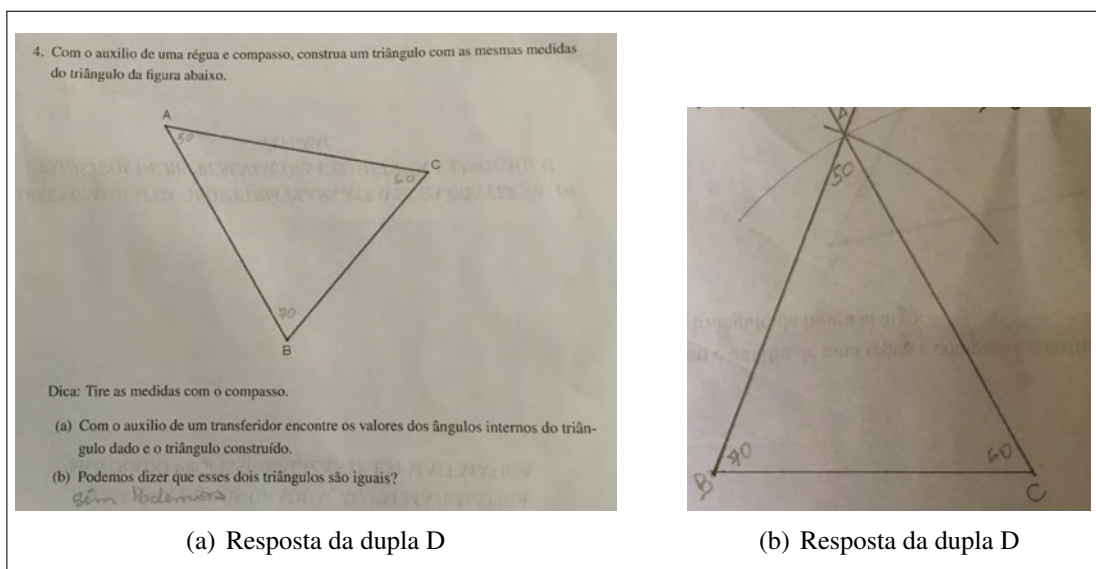 4. Com o auxilio de uma régua e compasso, construa um triângulo com as mesmas medidas
do triângulo da figura abaixo.
A
50
C
60
70
B
Dica: Tire as medidas com o compasso.
(a) Com o auxilio de um transferidor encontre os valores dos ângulos internos do triân-
gulo dado e o triângulo construído.
(b) Podemos dizer que esses dois triângulos são iguais?
sim Podemos
A
50
70
60
B
C
(a) Resposta da dupla D
(b) Resposta da dupla D